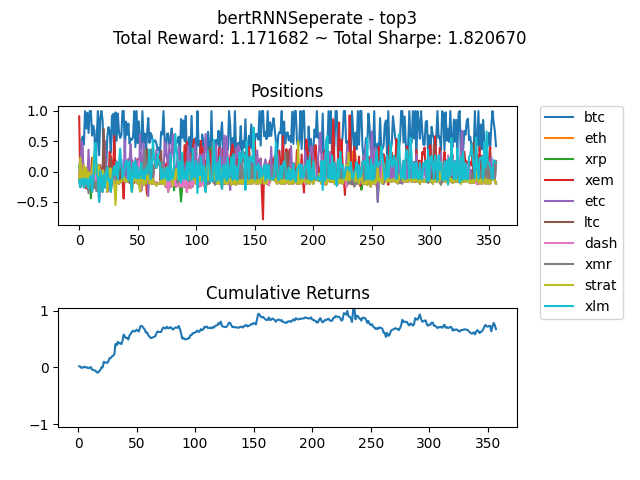 bertRNNSeperate - top3
Total Reward: 1.171682 ~ Total Sharpe: 1.820670
Positions
1.0
0.5
0.0
−0.5
0
50
100
150
200
250
300
350
btc
eth
xrp
xem
etc
ltc
dash
xmr
strat
xlm
Cumulative Returns
1
0
−1
0
50
100
150
200
250
300
350